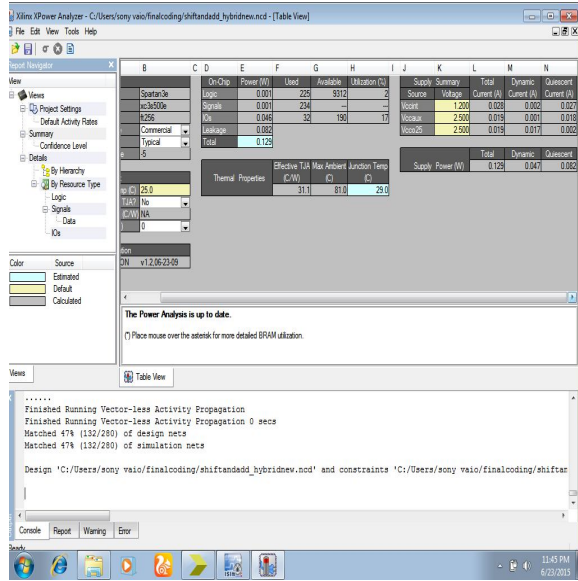 Xilinx XPower Analyzer - C:/Users/sony vaio/finalcoding/shiftandadd_hybridnew.ncd - [Table View]
File Edit View Tools Help
Report Navigator X
View
Views
Project Settings
Default Activity Rates
Summary
Confidence Level
Details
By Hierarchy
By Resource Type
Logic
Signals
Data
IOs
Color Source
Estimated
Default
Calculated
Views
B C D E F G H I J K L M N
Spartan3e
xc3s500e
ft256
Commercial
Typical
-5
25.0
TJA? No
(C/W) NA
0
v1.2,06-23-09
On-Chip Power (W) Used Available Utilization (%)
Logic 0.001 225 9312 2
Signals 0.001 234 --- ---
IOs 0.046 32 190 17
Leakage 0.082
Total 0.129
Effective TJA Max Ambient Junction Temp
Thermal Properties (C/W) (C) (C)
31.1 81.0 29.0
Supply Summary Total Dynamic Quiescent
Source Voltage Current (A) Current (A) Current (A)
Vccint 1.200 0.028 0.002 0.027
Vccaux 2.500 0.019 0.001 0.018
Vcco25 2.500 0.019 0.017 0.002
Total Dynamic Quiescent
Supply Power (W) 0.129 0.047 0.082
The Power Analysis is up to date.
(*) Place mouse over the asterisk for more detailed BRAM utilization.
Table View
......
Finished Running Vector-less Activity Propagation
Finished Running Vector-less Activity Propagation 0 secs
Matched 47% (132/280) of design nets
Matched 47% (132/280) of simulation nets
Design 'C:/Users/sony vaio/finalcoding/shiftandadd_hybridnew.ncd' and constraints 'C:/Users/sony vaio/finalcoding/shiftan
Console Report Warning Error
Ready
11:45 PM
6/23/2015